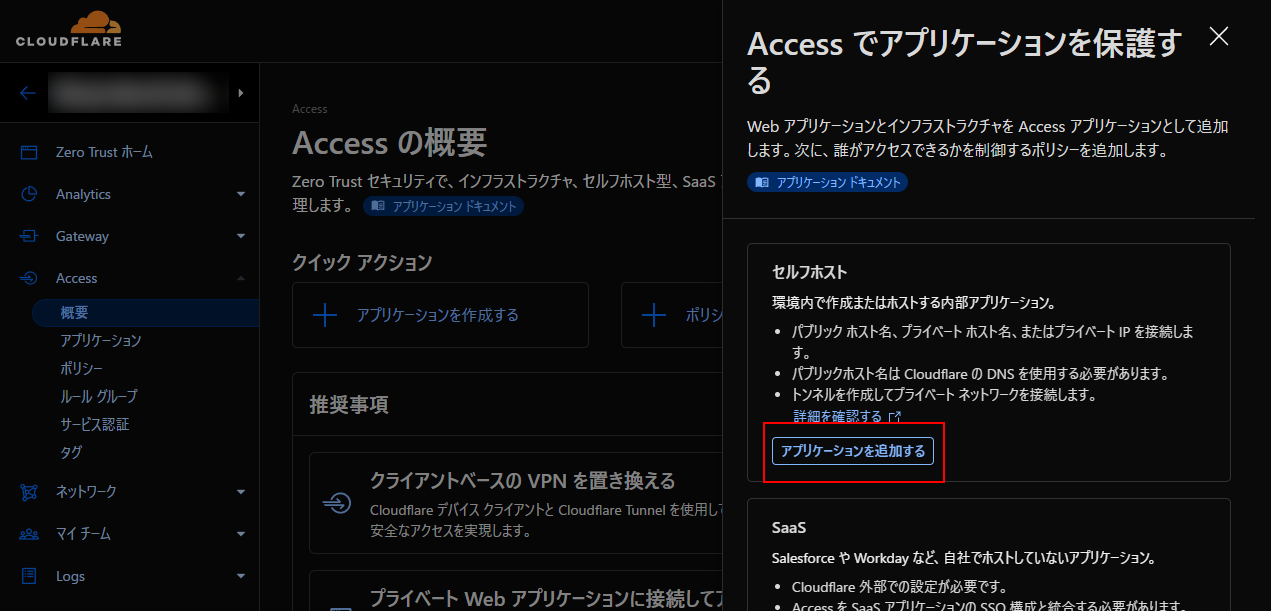 CLOUDFLARE
Zero Trust ホーム
Analytics
Gateway
Access
概要
アプリケーション
ポリシー
ルール グループ
サービス認証
タグ
ネットワーク
マイ チーム
Logs
Access
Access の概要
Zero Trust セキュリティで、インフラストラクチャ、セルフホスト型、SaaS
理します。 アプリケーション ドキュメント
クイック アクション
アプリケーションを作成する
ポリシ
推奨事項
クライアントベースの VPN を置き換える
Cloudflare デバイス クライアントと Cloudflare Tunnel を使用して
安全なアクセスを実現します。
プライベート Web アプリケーションに接続してア
Access でアプリケーションを保護す
る
Web アプリケーションとインフラストラクチャを Access アプリケーションとして追加
します。次に、誰がアクセスできるかを制御するポリシーを追加します。
アプリケーション ドキュメント
セルフホスト
環境内で作成またはホストする内部アプリケーション。
• パブリック ホスト名、プライベート ホスト名、またはプライベート IP を接続しま
す。
• パブリックホスト名は Cloudflare の DNS を使用する必要があります。
• トンネルを作成してプライベート ネットワークを接続します。
詳細を確認する
アプリケーションを追加する
SaaS
Salesforce や Workday など、自社でホストしていないアプリケーション。
• Cloudflare 外部での設定が必要です。
• Access を SaaS アプリケーションの SSO 構成と統合する必要があります。